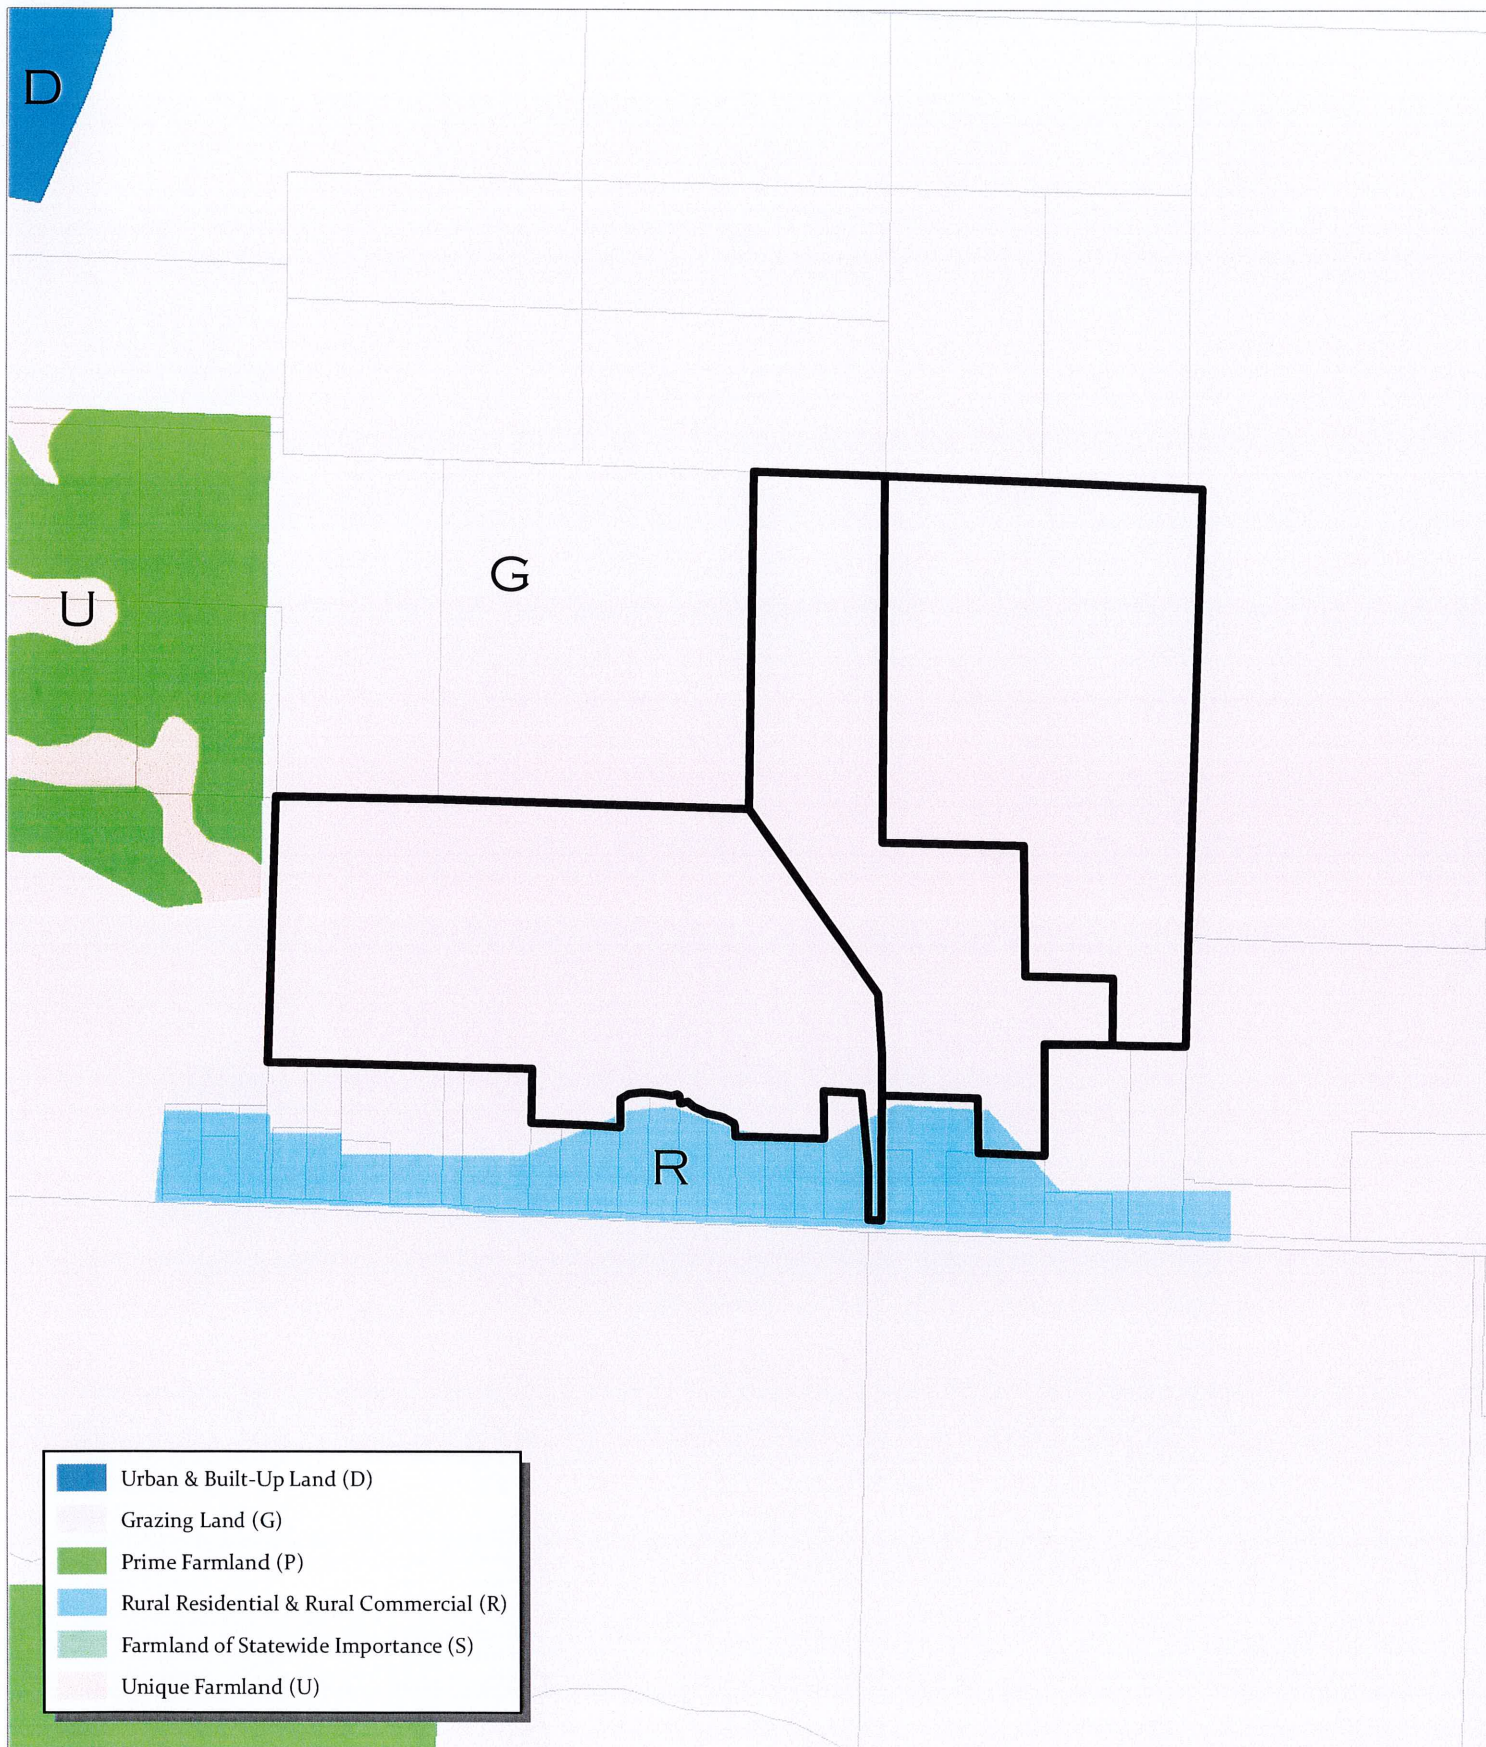 D
G
U
R
Urban & Built-Up Land (D)
Grazing Land (G)
Prime Farmland (P)
Rural Residential & Rural Commercial (R)
Farmland of Statewide Importance (S)
Unique Farmland (U)